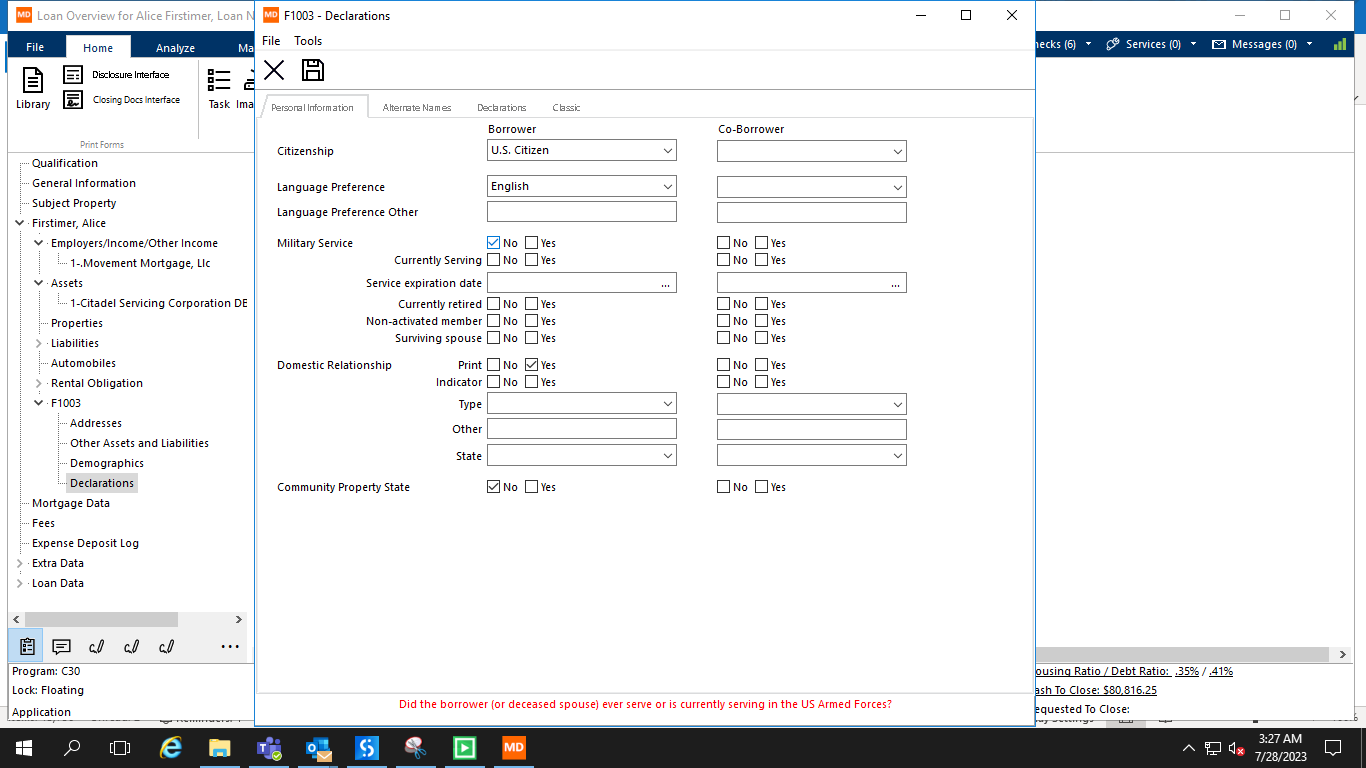 MD Loan Overview for Alice Firstimer, Loan N
MD F1003 - Declarations
File Home Analyze Ma
File Tools
hecks (6) Services (0) Messages (0)
Library
Disclosure Interface
Closing Docs Interface
Task Ima
Print Forms
Personal Information Alternate Names Declarations Classic
Qualification
General Information
Subject Property
Firstimer, Alice
Employers/Income/Other Income
1-.Movement Mortgage, Llc
Assets
1-Citadel Servicing Corporation DB
Properties
Liabilities
Automobiles
Rental Obligation
F1003
Addresses
Other Assets and Liabilities
Demographics
Declarations
Mortgage Data
Fees
Expense Deposit Log
Extra Data
Loan Data
Borrower Co-Borrower
Citizenship U.S. Citizen
Language Preference English
Language Preference Other
Military Service No Yes No Yes
Currently Serving No Yes No Yes
Service expiration date ... ...
Currently retired No Yes No Yes
Non-activated member No Yes No Yes
Surviving spouse No Yes No Yes
Domestic Relationship Print No Yes No Yes
Indicator No Yes No Yes
Type
Other
State
Community Property State No Yes No Yes
Program: C30
Lock: Floating
Application
ousing Ratio / Debt Ratio: .35% / .41%
ash To Close: $80,816.25
equested To Close:
Did the borrower (or deceased spouse) ever serve or is currently serving in the US Armed Forces?
MD
3:27 AM
7/28/2023